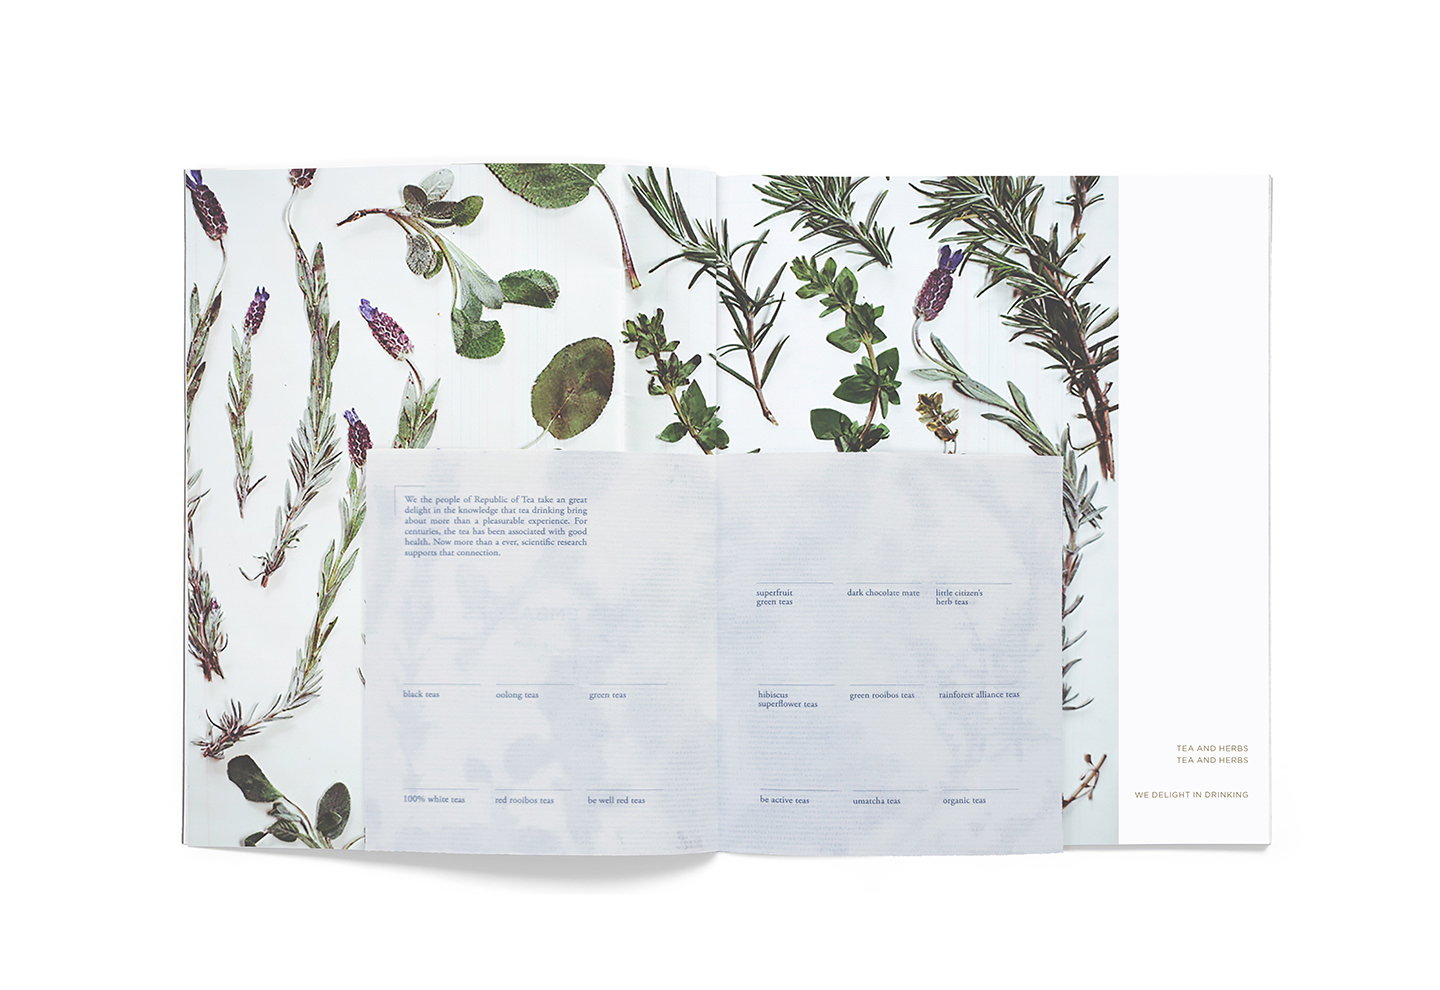 We the people of Republic of Tea take an great
delight in the knowledge that tea drinking bring
about more than a pleasurable experience. For
centuries, the tea has been associated with good
health. Now more than a ever, scientific research
supports that connection.
black teas
oolong teas
green teas
100% white teas
red rooibos teas
be well red teas
superfruit
green teas
dark chocolate mate
little citizen's
herb teas
hibiscus
superflower teas
green rooibos teas
rainforest alliance teas
be active teas
umatcha teas
organic teas
TEA AND HERBS
TEA AND HERBS
WE DELIGHT IN DRINKING